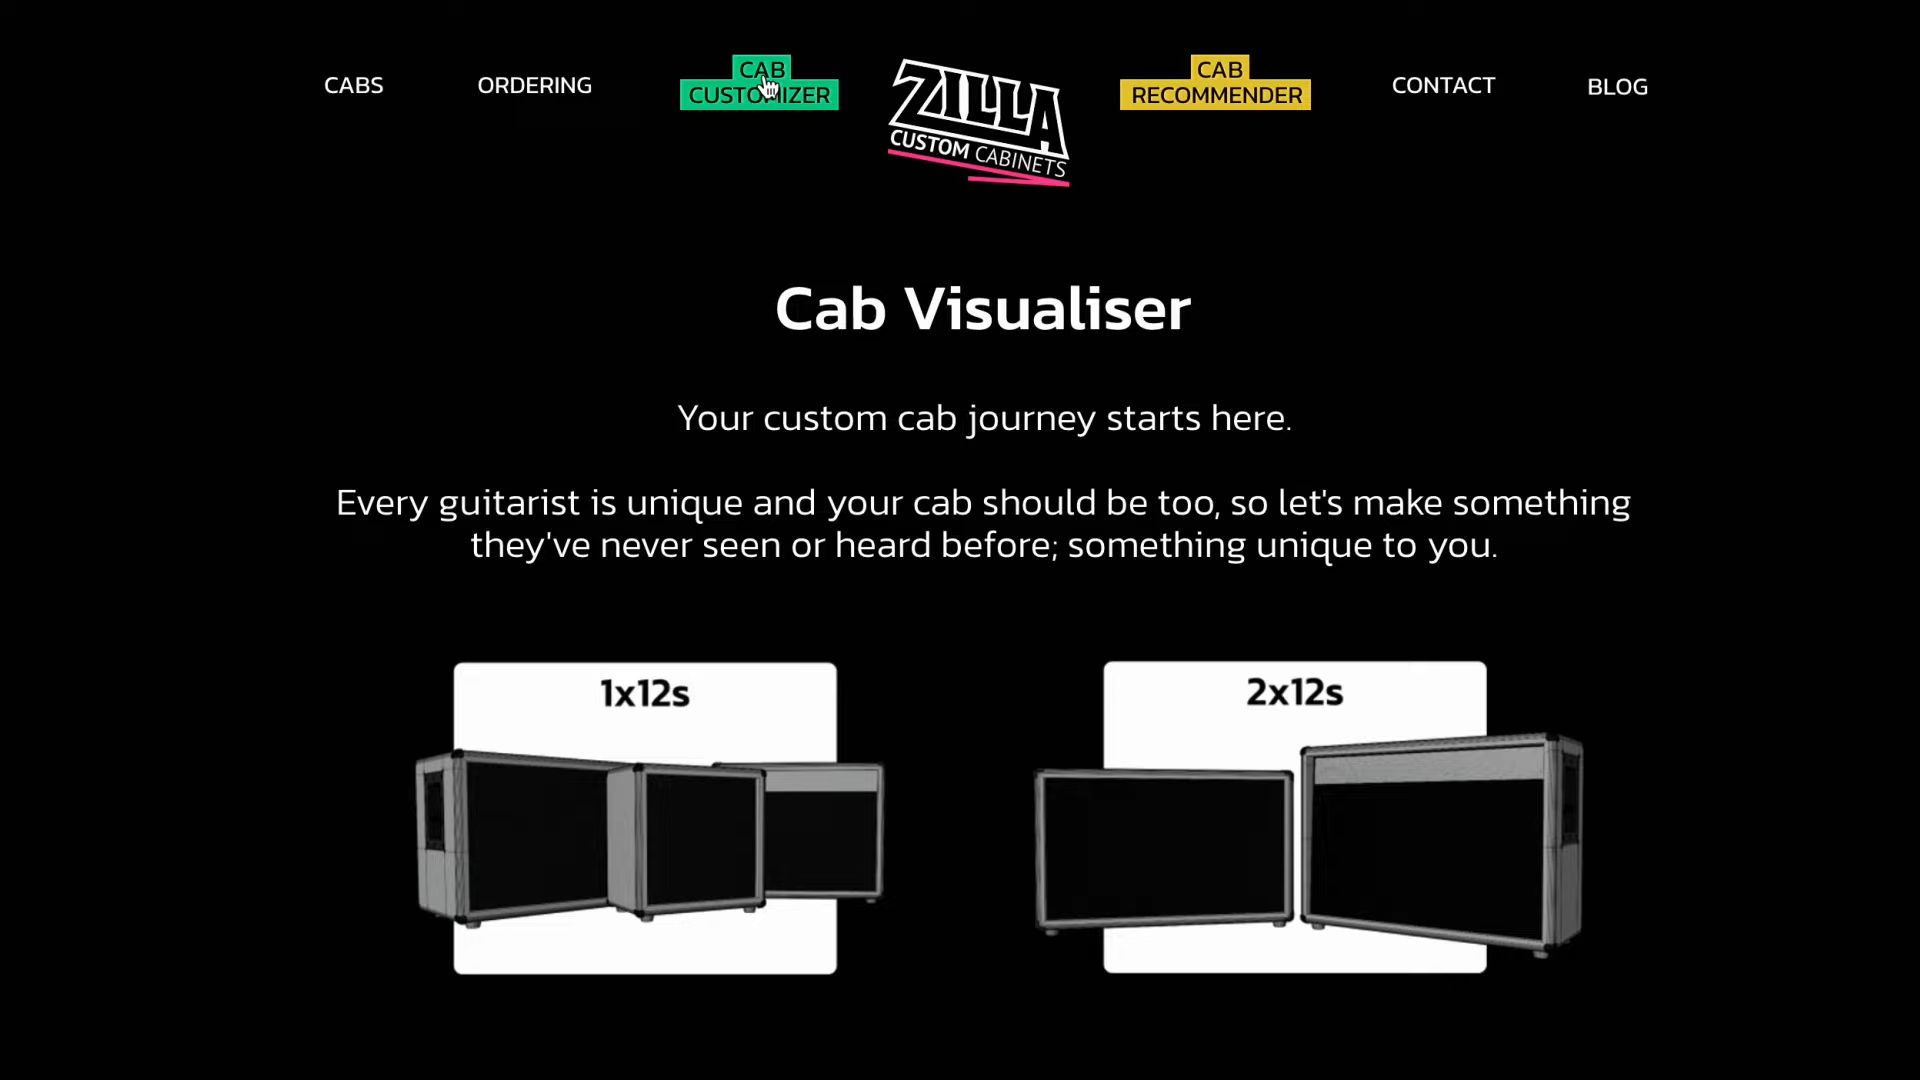 CABS
ORDERING
CAB
CUSTOMIZER
ZILLA
CUSTOM CABINETS
CAB
RECOMMENDER
CONTACT
BLOG
Cab Visualiser
Your custom cab journey starts here.
Every guitarist is unique and your cab should be too, so let's make something
they've never seen or heard before; something unique to you.
1x12s
2x12s